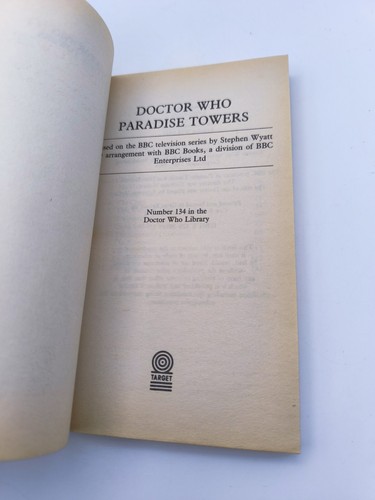 DOCTOR WHO
PARADISE TOWERS
on the BBC television series by Stephen Wyatt
arrangement with BBC Books, a division of BBC
Enterprises Ltd
Number 134 in the
Doctor Who Library
TARGET